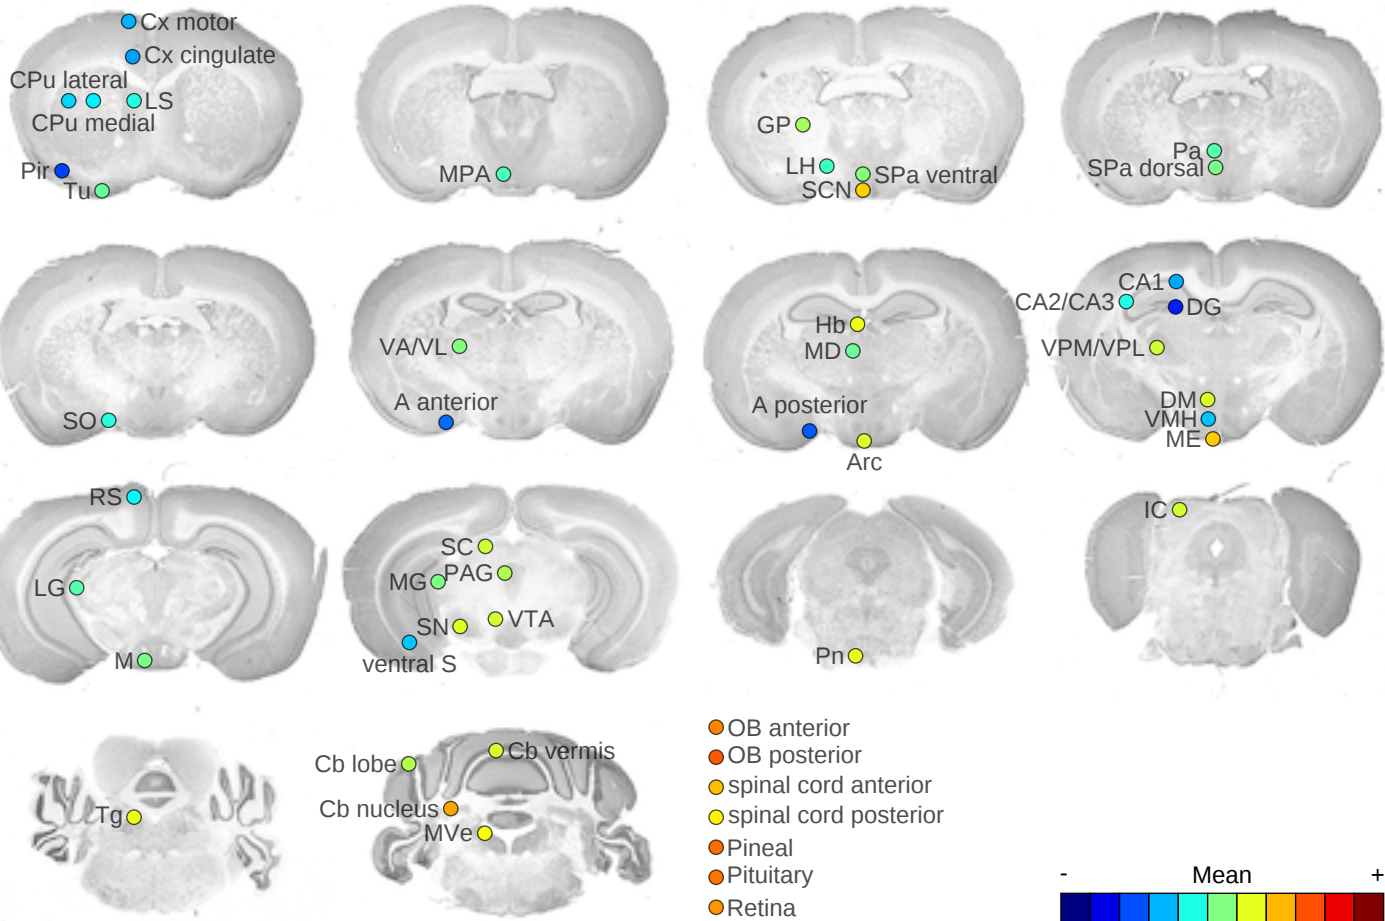 Cx motor
Cx cingulate
CPu lateral
LS
CPu medial
Pir
Tu
MPA
GP
LH
SPa ventral
SCN
Pa
SPa dorsal
SO
VA/VL
A anterior
Hb
MD
A posterior
Arc
CA1
CA2/CA3
DG
VPM/VPL
DM
VMH
ME
RS
LG
M
SC
PAG
MG
VTA
SN
ventral S
Pn
IC
Tg
Cb vermis
Cb lobe
Cb nucleus
MVe
OB anterior
OB posterior
spinal cord anterior
spinal cord posterior
Pineal
Pituitary
Retina
- Mean +